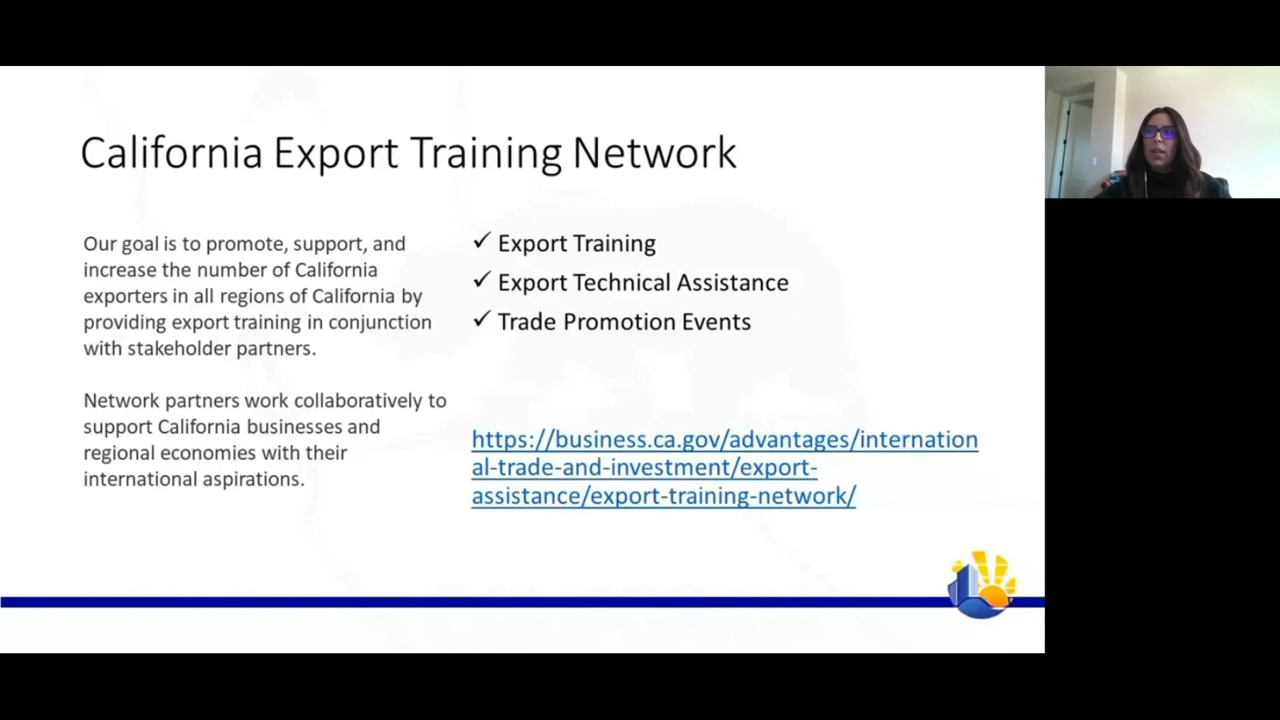 California Export Training Network
Our goal is to promote, support, and
increase the number of California
exporters in all regions of California by
providing export training in conjunction
with stakeholder partners.
Network partners work collaboratively to
support California businesses and
regional economies with their
international aspirations.
✓ Export Training
✓ Export Technical Assistance
✓ Trade Promotion Events
https://business.ca.gov/advantages/internation
al-trade-and-investment/export-
assistance/export-training-network/